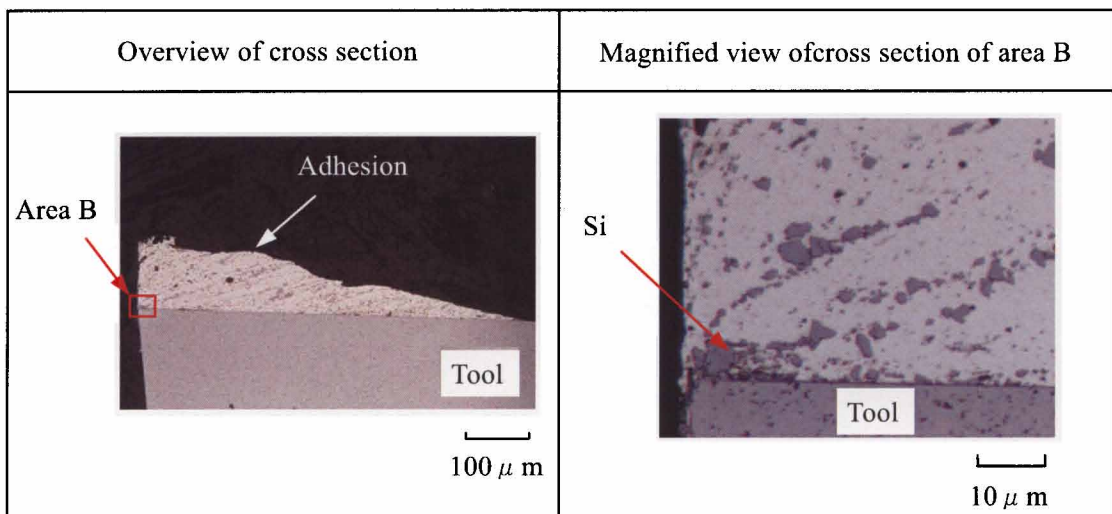 Overview of cross section
Magnified view ofcross section of area B
Adhesion
Area B
Tool
100 μ m
Si
Tool
10 μ m